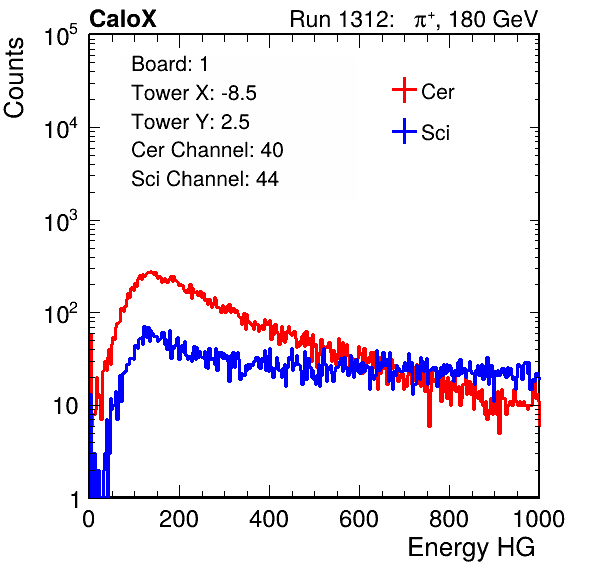 CaloX Run 1312: π⁺, 180 GeV
Counts
10⁵
10⁴
10³
10²
10
1
Board: 1
Tower X: -8.5
Tower Y: 2.5
Cer Channel: 40
Sci Channel: 44
Cer
Sci
0 200 400 600 800 1000
Energy HG